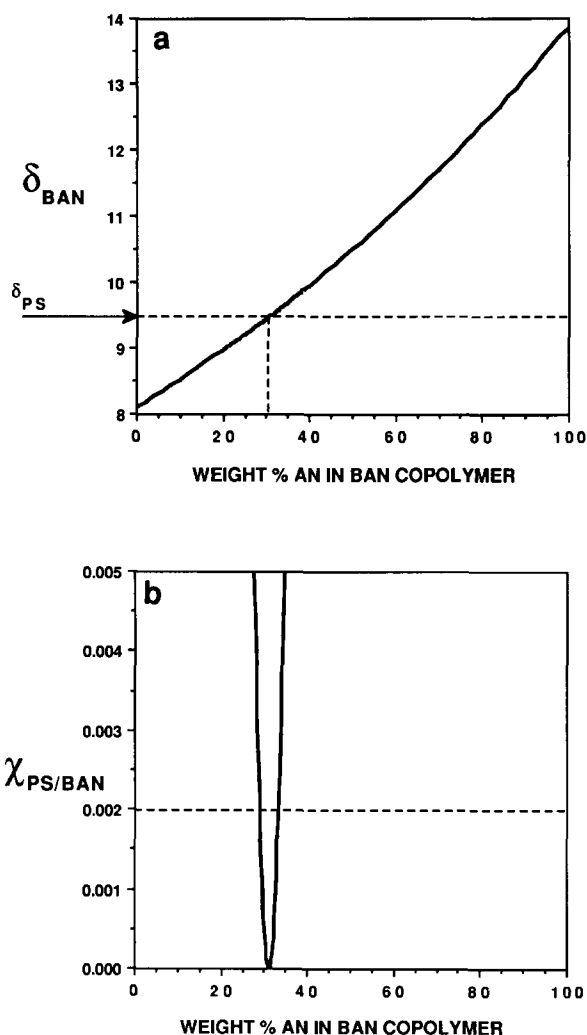 a
14
13
12
11
10
9
8
δBAN
δPS
0 20 40 60 80 100
WEIGHT % AN IN BAN COPOLYMER
b
0.005
0.004
0.003
0.002
0.001
0.000
χPS/BAN
0 20 40 60 80 100
WEIGHT % AN IN BAN COPOLYMER